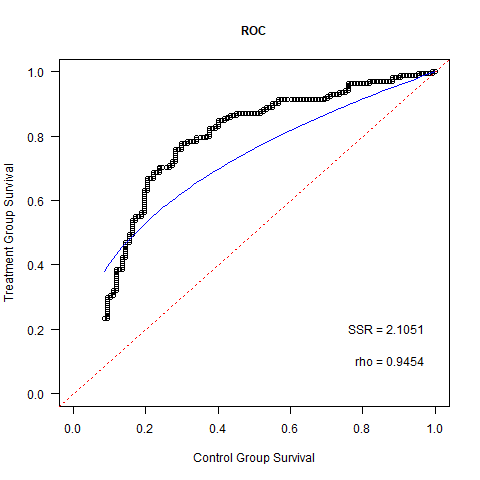 ROC
1.0
0.8
0.6
0.4
0.2
0.0
Treatment Group Survival
SSR = 2.1051
rho = 0.9454
0.0 0.2 0.4 0.6 0.8 1.0
Control Group Survival